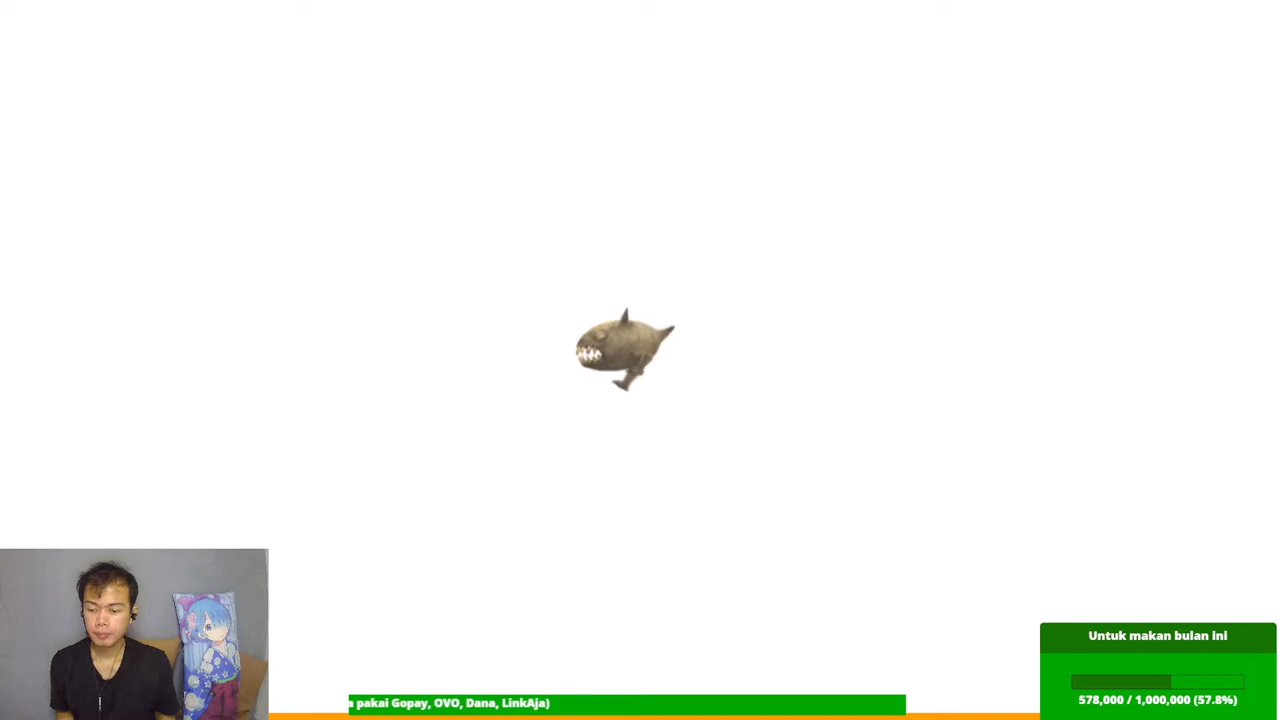 Untuk makan bulan ini
578,000 / 1,000,000 (57.8%)
a pakai Gopay, OVO, Dana, LinkAja)